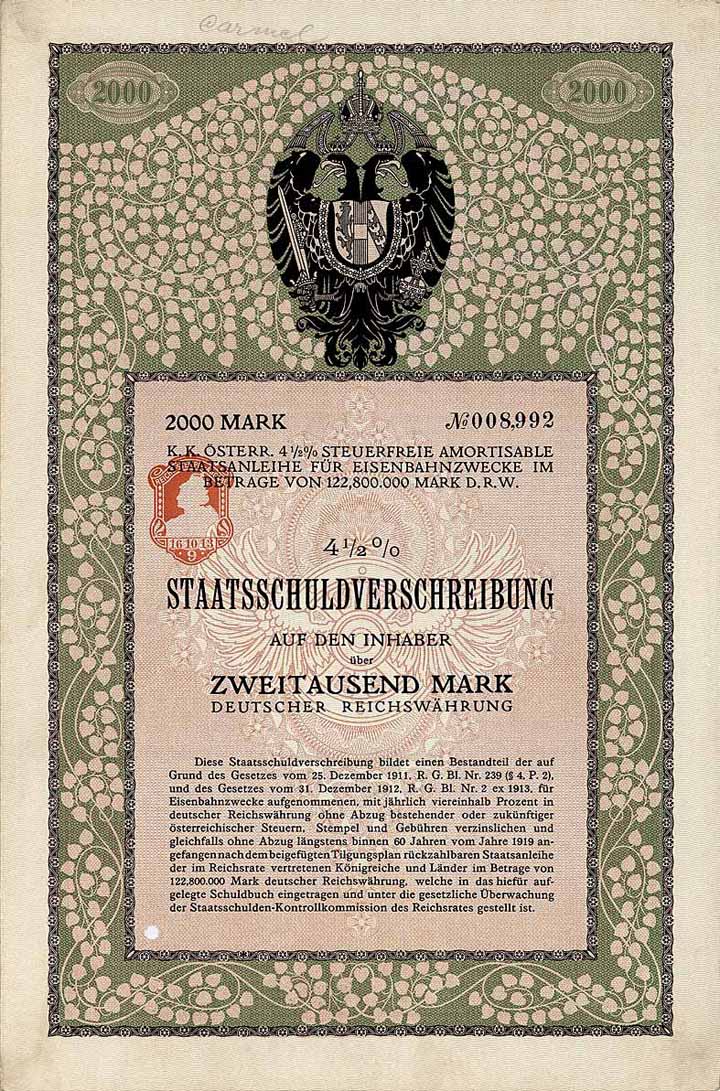 Carmel
2000 2000
2000 MARK № 008,992
K. K. ÖSTERR. 4 ½% STEUERFREIE AMORTISABLE
STAATSANLEIHE FÜR EISENBAHNZWECKE IM
BETRAGE VON 122,800.000 MARK D. R. W.
16.10.13
9
4 ½ %
STAATSSCHULDVERSCHREIBUNG
AUF DEN INHABER
über
ZWEITAUSEND MARK
DEUTSCHER REICHSWÄHRUNG
Diese Staatsschuldverschreibung bildet einen Bestandteil der auf
Grund des Gesetzes vom 25. Dezember 1911, R. G. Bl. Nr. 239 (§ 4, P. 2),
und des Gesetzes vom 31. Dezember 1912, R. G. Bl. Nr. 2 ex 1913, für
Eisenbahnzwecke aufgenommenen, mit jährlich viereinhalb Prozent in
deutscher Reichswährung ohne Abzug bestehender oder zukünftiger
österreichischer Steuern, Stempel und Gebühren verzinslichen und
gleichfalls ohne Abzug längstens binnen 60 Jahren vom Jahre 1919 an-
gefangen nach dem beigefügten Tilgungsplan rückzahlbaren Staatsanleihe
der im Reichsrate vertretenen Königreiche und Länder im Betrage von
122,800.000 Mark deutscher Reichswährung, welche in das hiefür auf-
gelegte Schuldbuch eingetragen und unter die gesetzliche Überwachung
der Staatsschulden-Kontrollkommission des Reichsrates gestellt ist.